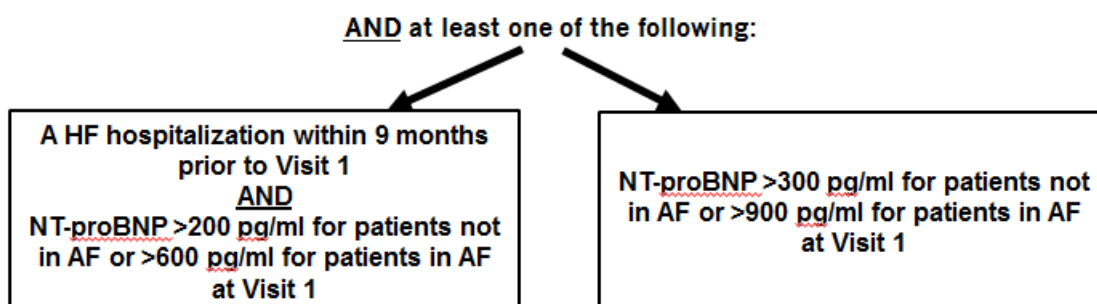 AND at least one of the following:
A HF hospitalization within 9 months
prior to Visit 1
AND
NT-proBNP >200 pg/ml for patients not
in AF or >600 pg/ml for patients in AF
at Visit 1
NT-proBNP >300 pg/ml for patients not
in AF or >900 pg/ml for patients in AF
at Visit 1